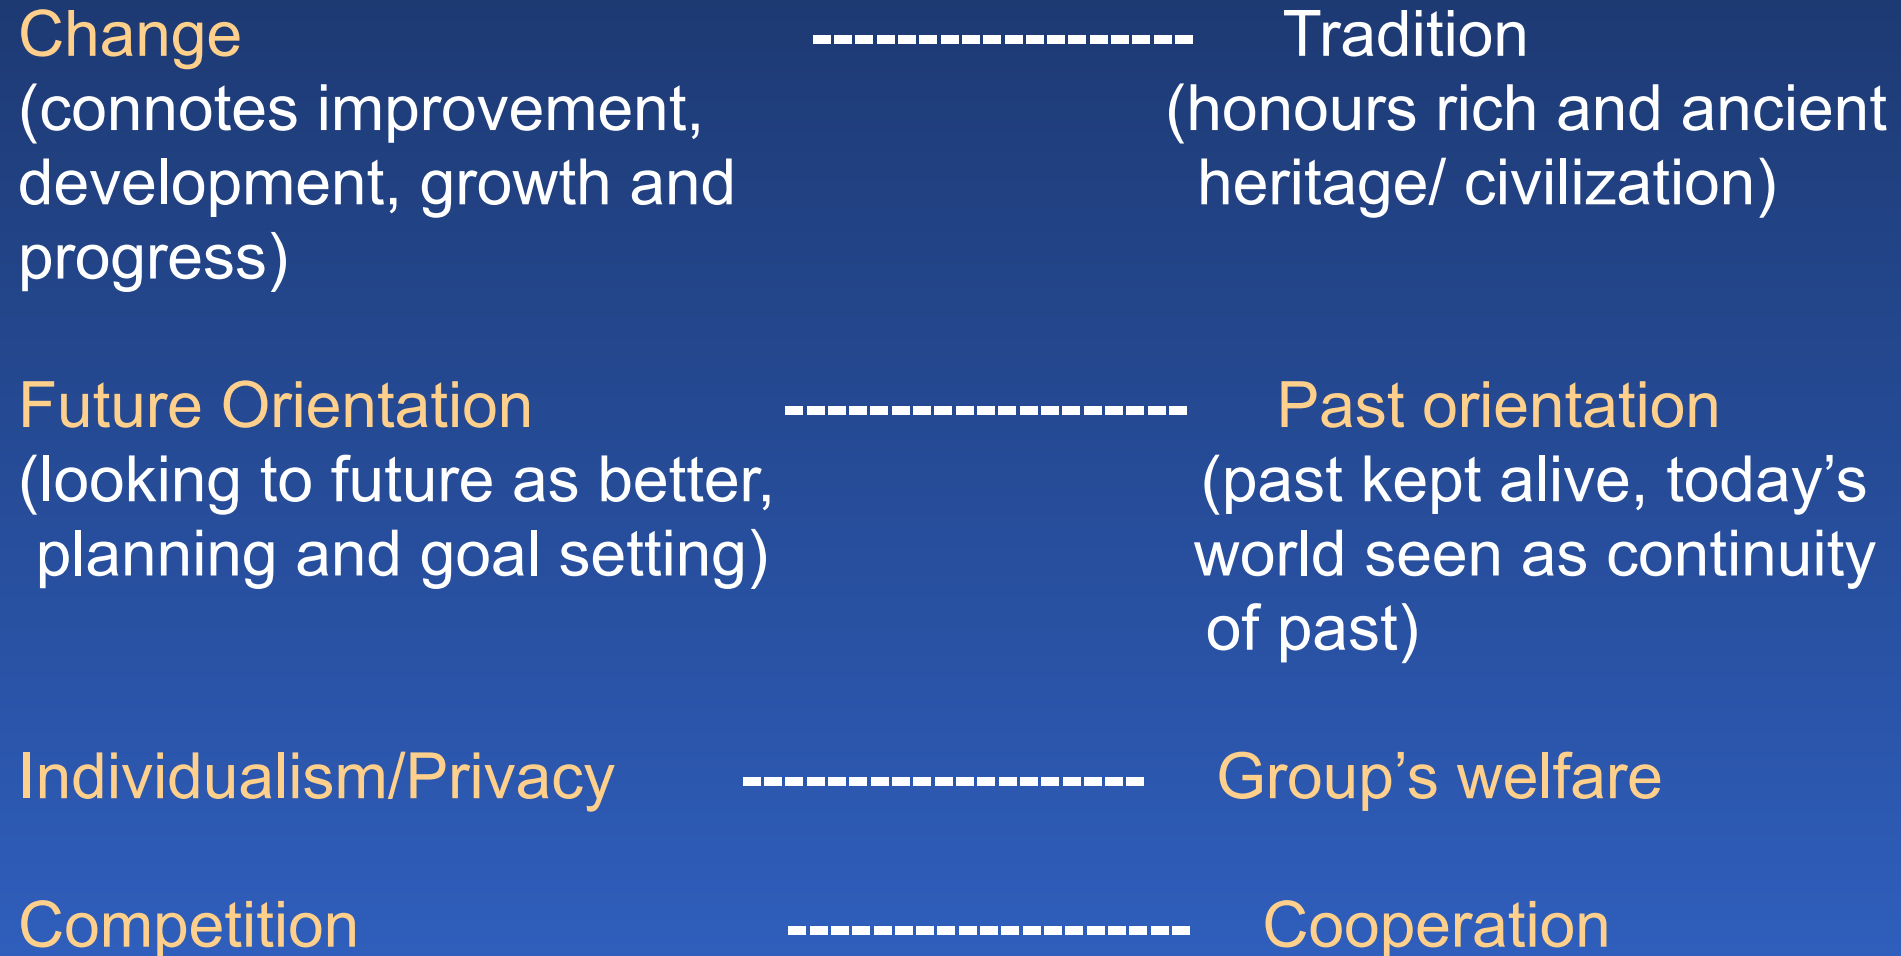 Change ------------------ Tradition
(connotes improvement, (honours rich and ancient
development, growth and heritage/ civilization)
progress)
Future Orientation ------------------- Past orientation
(looking to future as better, (past kept alive, today’s
planning and goal setting) world seen as continuity
of past)
Individualism/Privacy ------------------- Group’s welfare
Competition ------------------- Cooperation